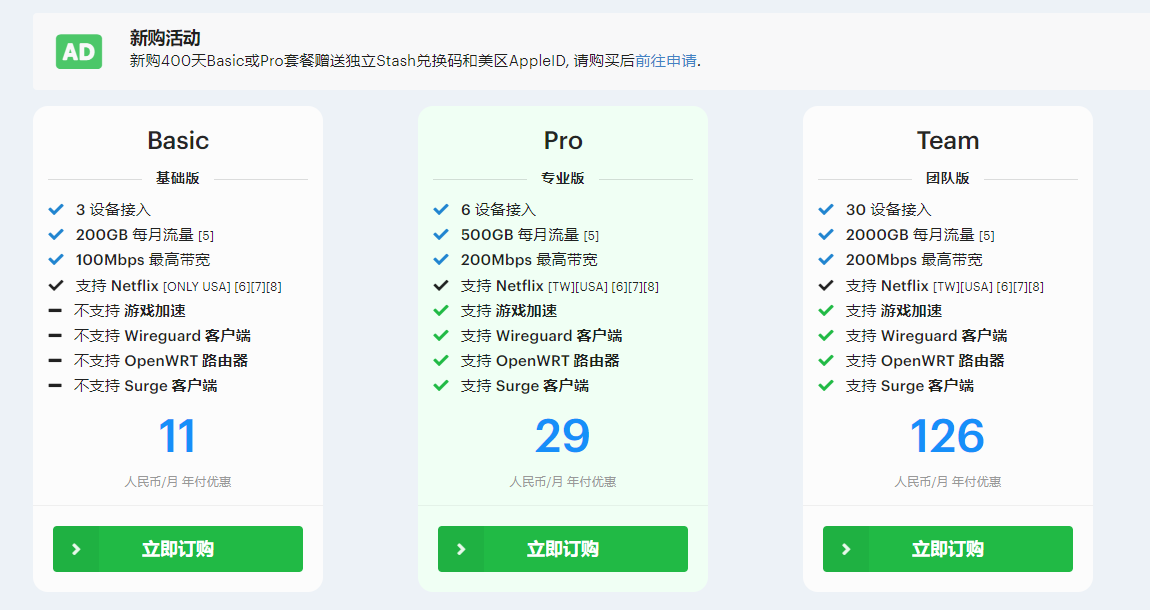 AD
新购活动
新购400天Basic或Pro套餐赠送独立Stash兑换码和美区AppleID, 请购买后前往申请.
Basic
基础版
3 设备接入
200GB 每月流量 [5]
100Mbps 最高带宽
支持 Netflix [ONLY USA] [6][7][8]
不支持 游戏加速
不支持 Wireguard 客户端
不支持 OpenWRT 路由器
不支持 Surge 客户端
11
人民币/月 年付优惠
立即订购
Pro
专业版
6 设备接入
500GB 每月流量 [5]
200Mbps 最高带宽
支持 Netflix [TW][USA] [6][7][8]
支持 游戏加速
支持 Wireguard 客户端
支持 OpenWRT 路由器
支持 Surge 客户端
29
人民币/月 年付优惠
立即订购
Team
团队版
30 设备接入
2000GB 每月流量 [5]
200Mbps 最高带宽
支持 Netflix [TW][USA] [6][7][8]
支持 游戏加速
支持 Wireguard 客户端
支持 OpenWRT 路由器
支持 Surge 客户端
126
人民币/月 年付优惠
立即订购